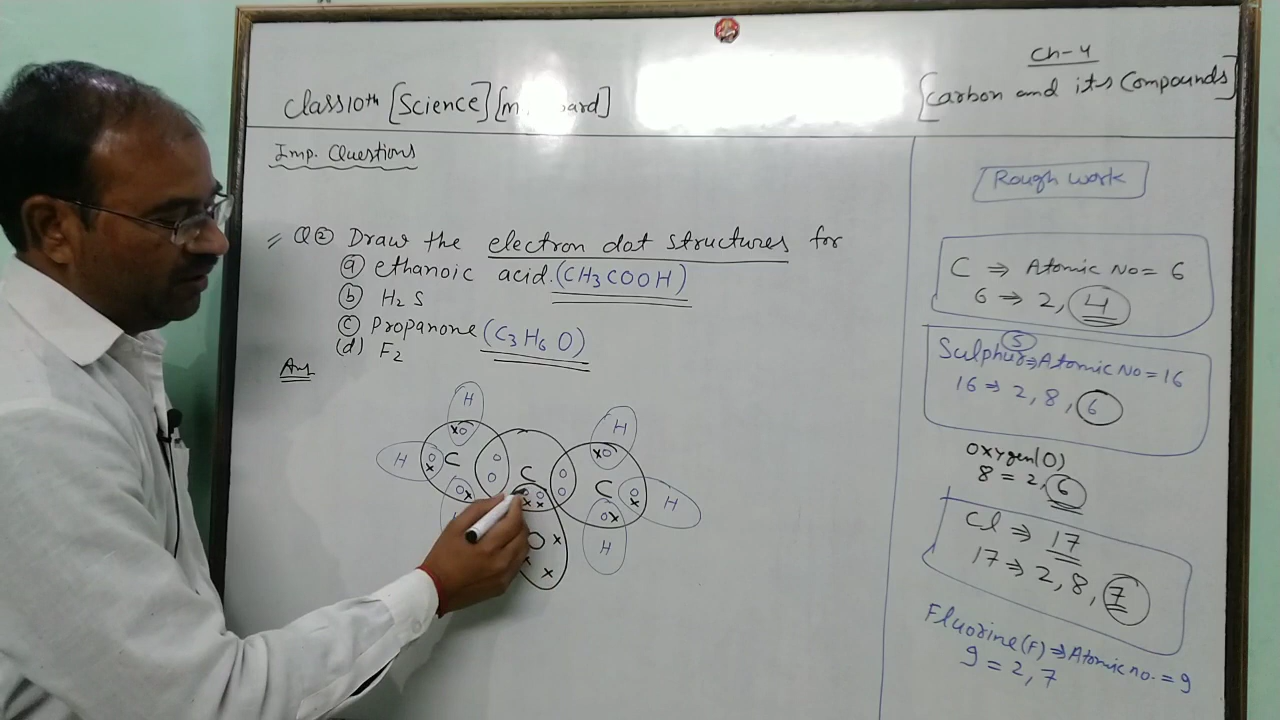 Ch-4
Class 10th [Science]
[Carbon and its Compounds]
Imp. Questions
Q② Draw the electron dot structures for
ⓐ ethanoic acid. (CH3COOH)
ⓑ H2S
ⓒ Propanone (C3H6O)
(d) F2
Ans
H
H
C
C
O
C
H
H
H
Rough work
C ⇒ Atomic No = 6
6 ⇒ 2, 4
Sulphur(S) ⇒ Atomic No = 16
16 ⇒ 2, 8, 6
Oxygen(O)
8 = 2, 6
Cl ⇒ 17
17 ⇒ 2, 8, 7
Fluorine(F) ⇒ Atomic no. = 9
9 = 2, 7